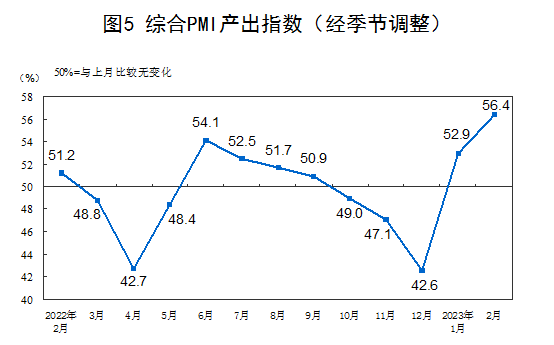 图5 综合PMI产出指数（经季节调整）
50%=与上月比较无变化
（%）
58
56
54
52
50
48
46
44
42
40
51.2
48.8
42.7
48.4
54.1
52.5
51.7
50.9
49.0
47.1
42.6
52.9
56.4
2022年
2月
3月
4月
5月
6月
7月
8月
9月
10月
11月
12月
2023年
1月
2月